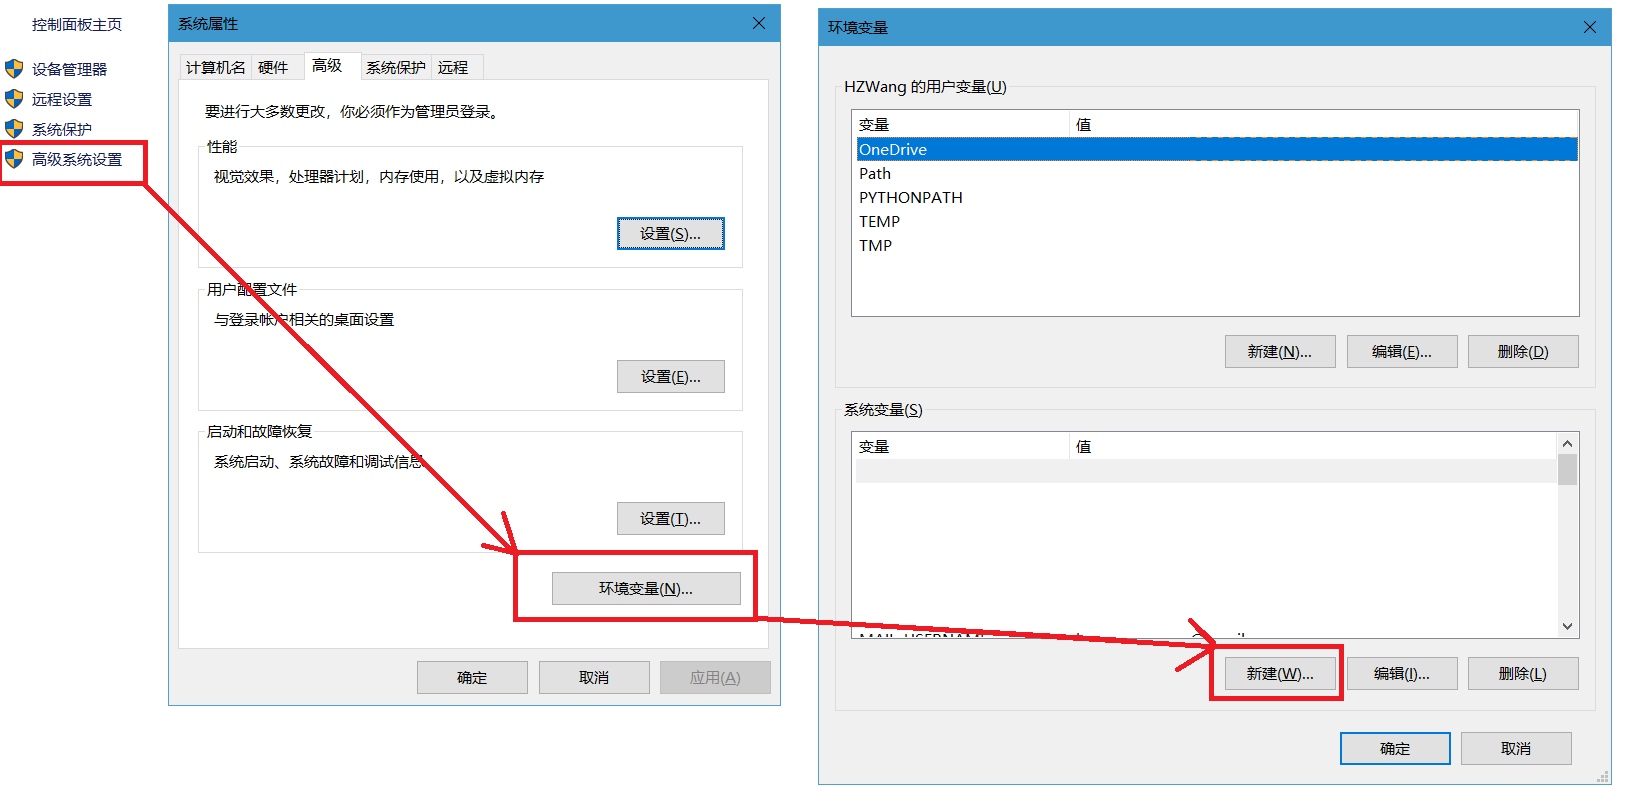 控制面板主页
设备管理器
远程设置
系统保护
高级系统设置
系统属性
计算机名 硬件 高级 系统保护 远程
要进行大多数更改，你必须作为管理员登录。
性能
视觉效果，处理器计划，内存使用，以及虚拟内存
设置(S)...
用户配置文件
与登录帐户相关的桌面设置
设置(E)...
启动和故障恢复
系统启动、系统故障和调试信息
设置(T)...
环境变量(N)...
确定 取消 应用(A)
环境变量
HZWang 的用户变量(U)
变量 值
OneDrive
Path
PYTHONPATH
TEMP
TMP
新建(N)... 编辑(E)... 删除(D)
系统变量(S)
变量 值
MAIL_USERNAME
新建(W)... 编辑(I)... 删除(L)
确定 取消